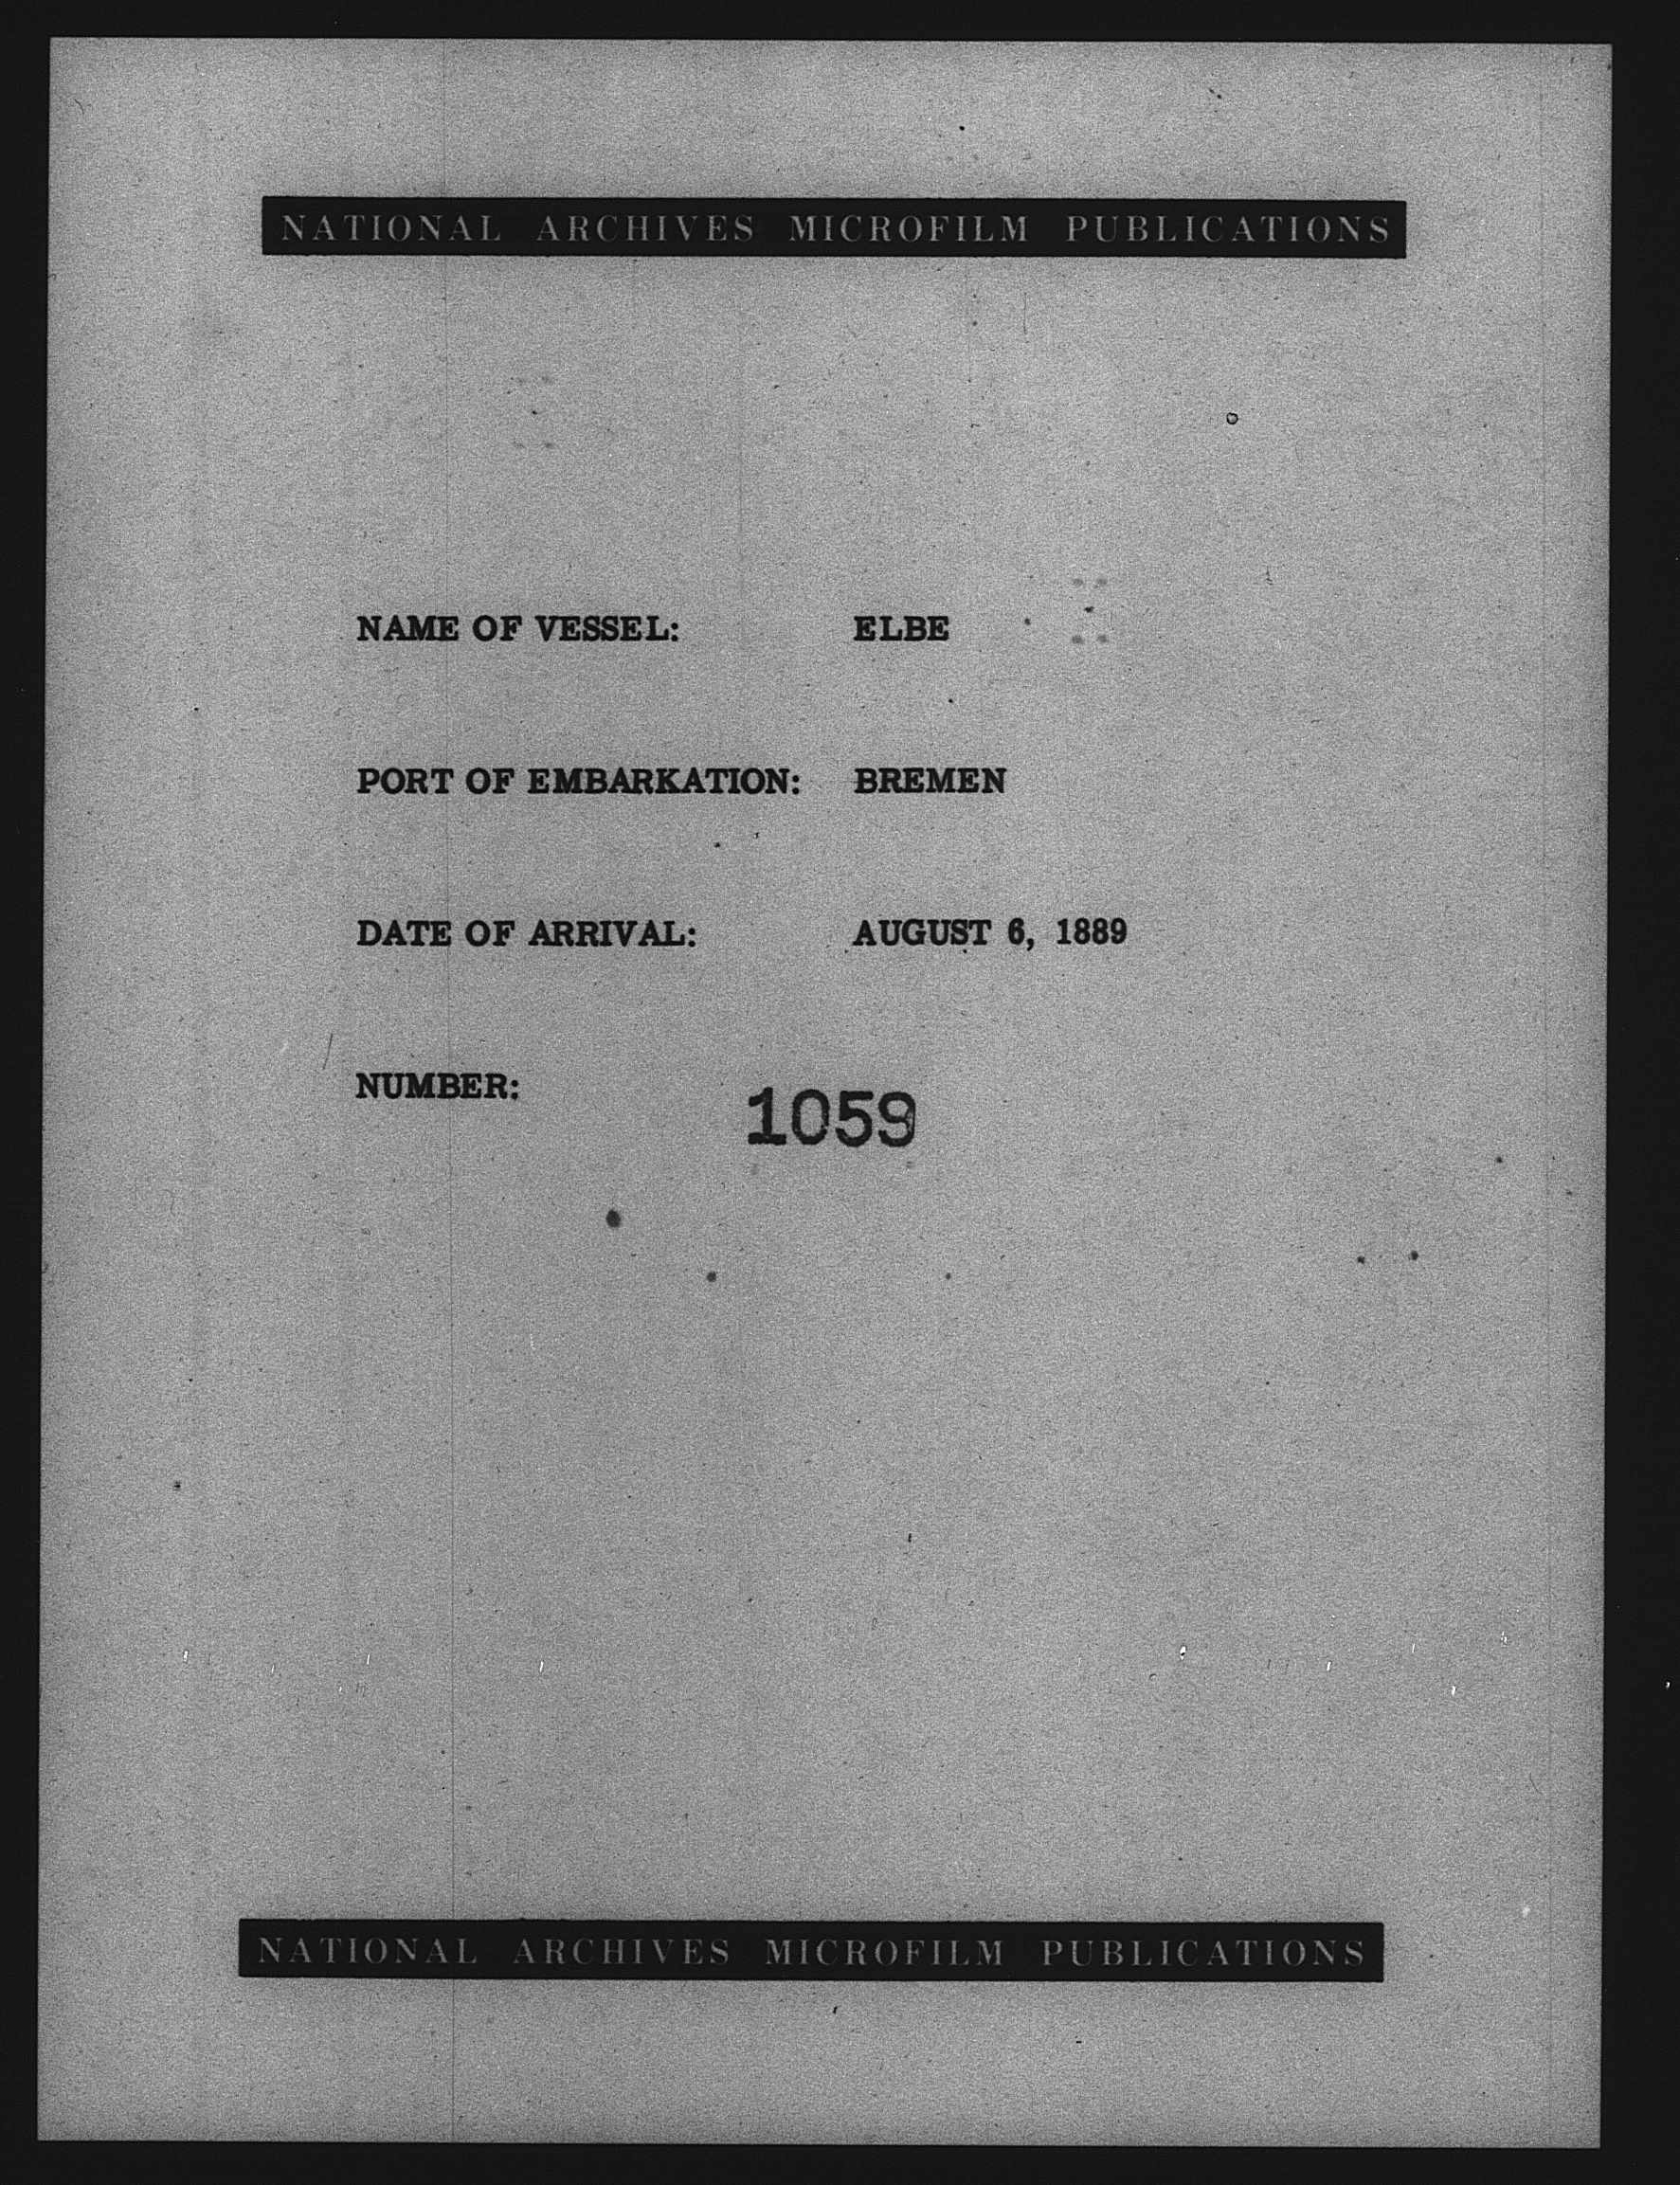 NATIONAL ARCHIVES MICROFILM PUBLICATIONS
NAME OF VESSEL: ELBE
PORT OF EMBARKATION: BREMEN
DATE OF ARRIVAL: AUGUST 6, 1889
NUMBER: 1059
NATIONAL ARCHIVES MICROFILM PUBLICATIONS